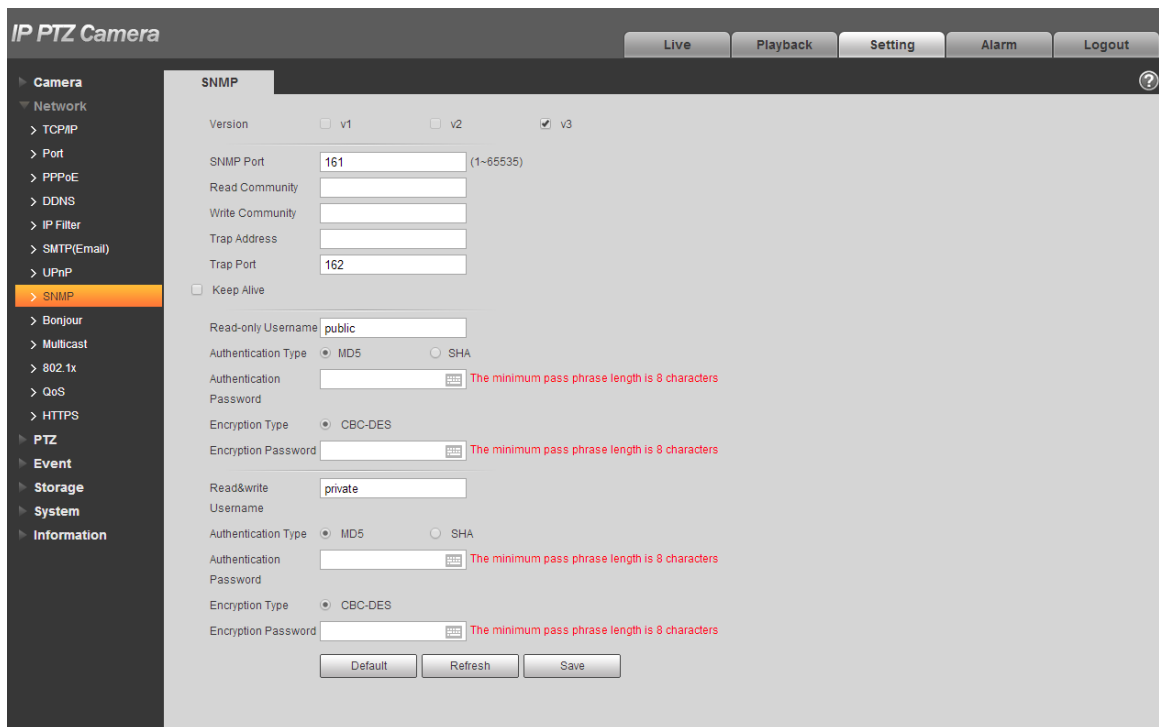 IP PTZ Camera
Live
Playback
Setting
Alarm
Logout
Camera
Network
TCP/IP
Port
PPPoE
DDNS
IP Filter
SMTP(Email)
UPnP
SNMP
Bonjour
Multicast
802.1x
QoS
HTTPS
PTZ
Event
Storage
System
Information
SNMP
?
Version v1 v2 v3
SNMP Port 161 (1~65535)
Read Community
Write Community
Trap Address
Trap Port 162
Keep Alive
Read-only Username public
Authentication Type MD5 SHA
Authentication The minimum pass phrase length is 8 characters
Password
Encryption Type CBC-DES
Encryption Password The minimum pass phrase length is 8 characters
Read&write private
Username
Authentication Type MD5 SHA
Authentication The minimum pass phrase length is 8 characters
Password
Encryption Type CBC-DES
Encryption Password The minimum pass phrase length is 8 characters
Default Refresh Save